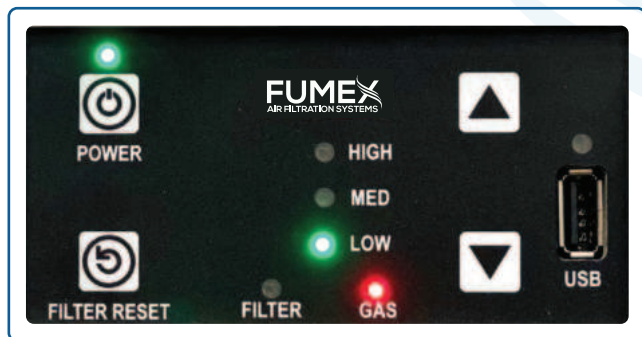 FUMEX
AIR FILTRATION SYSTEMS
POWER
HIGH
MED
LOW
USB
FILTER RESET
FILTER
GAS